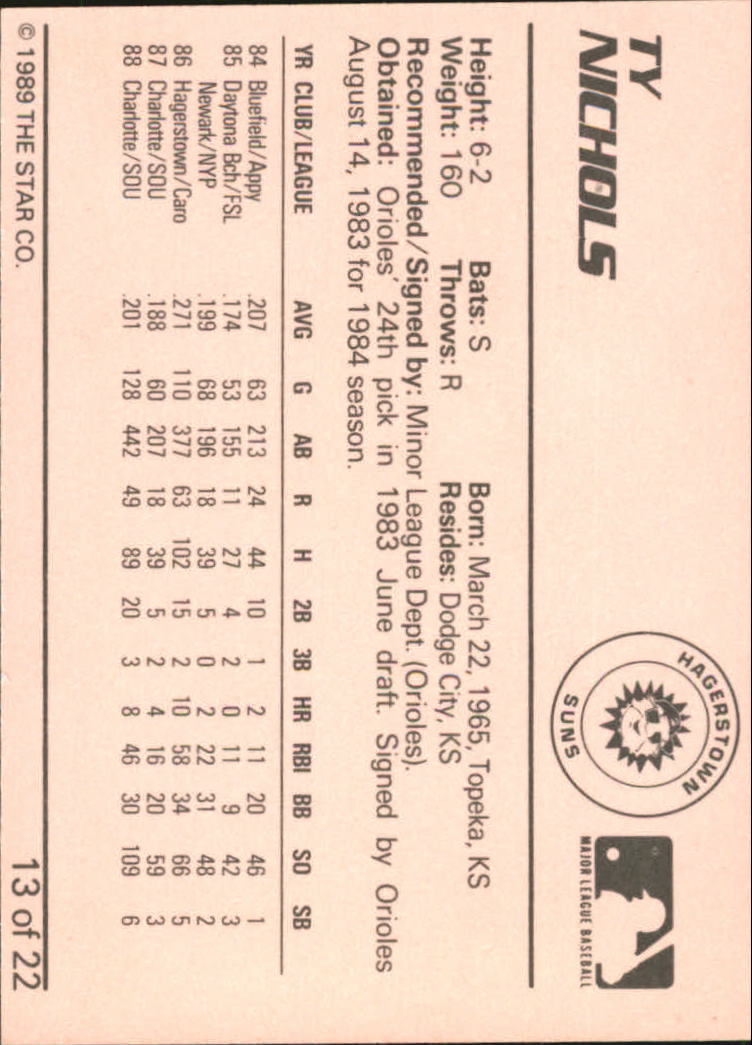 TY
NICHOLS
HAGERSTOWN
SUNS
MAJOR LEAGUE BASEBALL
Height: 6-2 Bats: S Born: March 22, 1965, Topeka, KS
Weight: 160 Throws: R Resides: Dodge City, KS
Recommended/Signed by: Minor League Dept. (Orioles).
Obtained: Orioles' 24th pick in 1983 June draft. Signed by Orioles
August 14, 1983 for 1984 season.
YR CLUB/LEAGUE AVG G AB R H 2B 3B HR RBI BB SO SB
84 Bluefield/Appy .207 63 213 24 44 10 1 2 11 20 46 1
85 Daytona Bch/FSL .174 53 155 11 27 4 2 0 11 9 42 3
Newark/NYP .199 68 196 18 39 5 0 2 22 31 48 2
86 Hagerstown/Caro .271 110 377 63 102 15 2 10 58 34 66 5
87 Charlotte/SOU .188 60 207 18 39 5 2 4 16 20 59 3
88 Charlotte/SOU .201 128 442 49 89 20 3 8 46 30 109 6
© 1989 THE STAR CO. 13 of 22